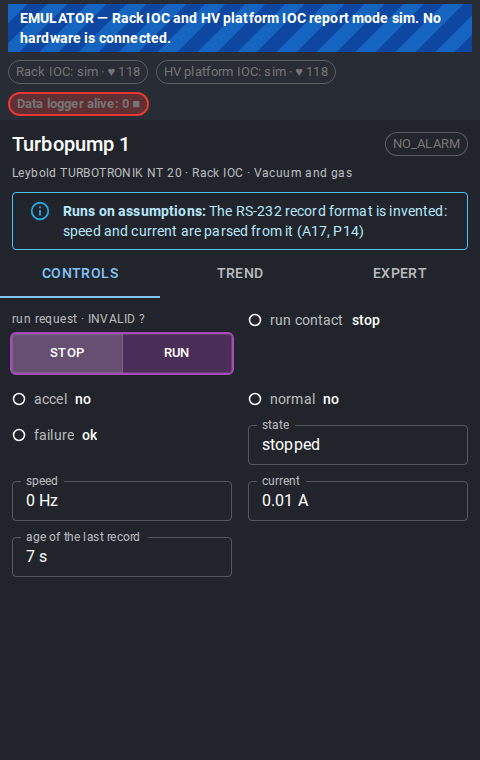 EMULATOR — Rack IOC and HV platform IOC report mode sim. No
hardware is connected.
Rack IOC: sim · ♥ 118
HV platform IOC: sim · ♥ 118
Data logger alive: 0 ■
Turbopump 1
NO_ALARM
Leybold TURBOTRONIK NT 20 · Rack IOC · Vacuum and gas
Runs on assumptions: The RS-232 record format is invented:
speed and current are parsed from it (A17, P14)
CONTROLS
TREND
EXPERT
run request · INVALID ?
STOP
RUN
run contact stop
accel no
normal no
failure ok
state
stopped
speed
0 Hz
current
0.01 A
age of the last record
7 s